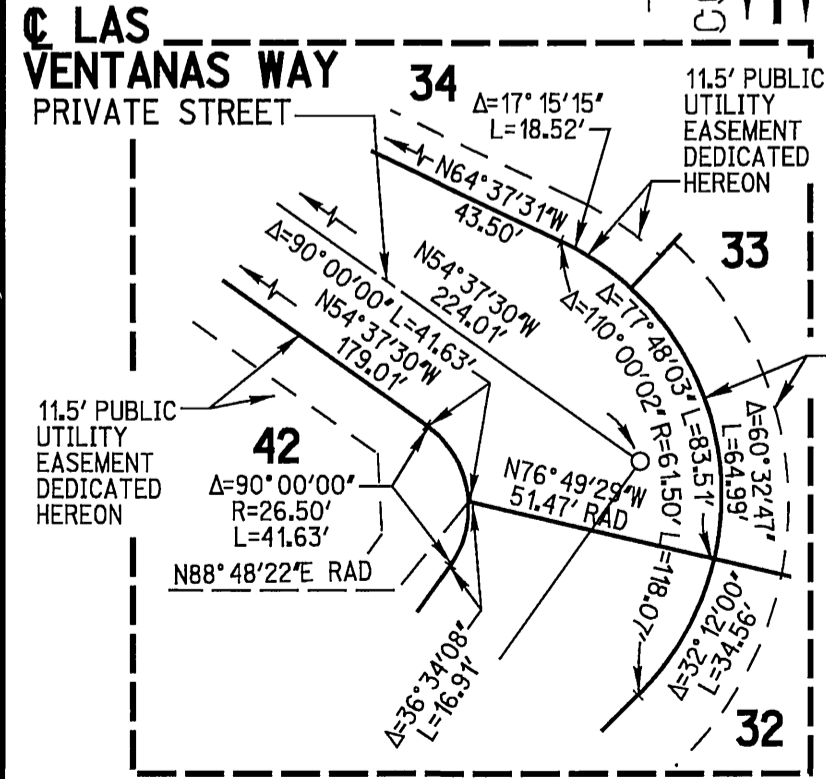 ℄ LAS
VENTANAS WAY
PRIVATE STREET
34
Δ=17°15'15"
L=18.52'
11.5' PUBLIC
UTILITY
EASEMENT
DEDICATED
HEREON
N64°37'31"W
43.50'
33
Δ=90°00'00" L=41.63'
N54°37'30"W
224.01'
N54°37'30"W
179.01'
Δ=77°48'03" L=83.51'
Δ=110°00'02" R=61.50' L=118.07'
Δ=60°32'47"
L=64.99'
11.5' PUBLIC
UTILITY
EASEMENT
DEDICATED
HEREON
42
Δ=90°00'00"
R=26.50'
L=41.63'
N76°49'29"W
51.47' RAD
N88°48'22"E RAD
Δ=36°34'08"
L=16.91'
Δ=32°12'00"
L=34.56'
32